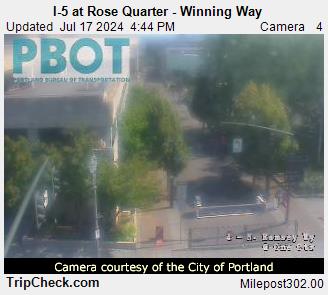 I-5 at Rose Quarter - Winning Way
Updated Jul 17 2024 4:44 PM Camera 4
PBOT
PORTLAND BUREAU OF TRANSPORTATION
Camera courtesy of the City of Portland
TripCheck.com Milepost302.00